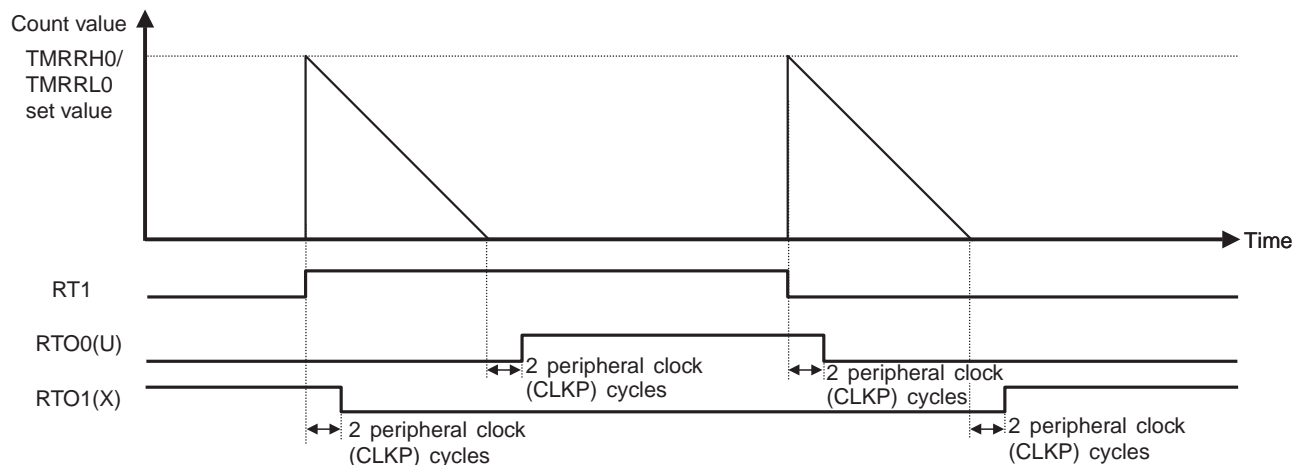 Count value
TMRRH0/
TMRRL0
set value
Time
RT1
RTO0(U)
2 peripheral clock
(CLKP) cycles
2 peripheral clock
(CLKP) cycles
RTO1(X)
2 peripheral clock
(CLKP) cycles
2 peripheral clock
(CLKP) cycles